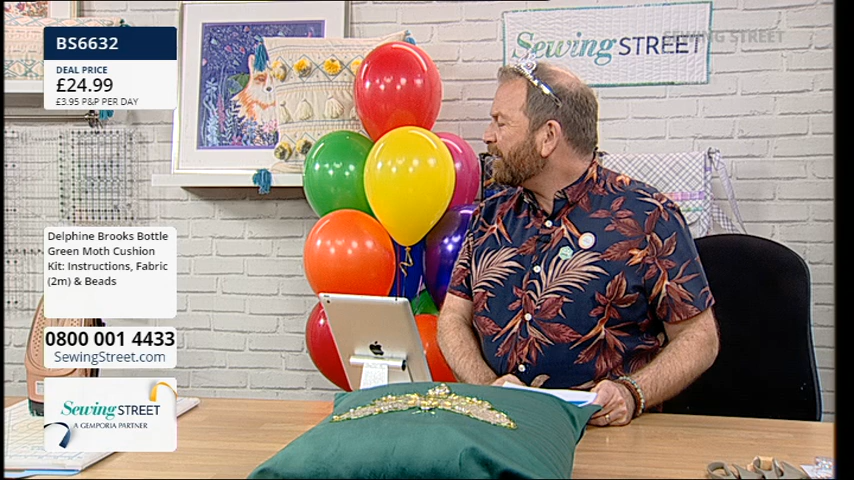 BS6632
DEAL PRICE
£24.99
£3.95 P&P PER DAY
Delphine Brooks Bottle
Green Moth Cushion
Kit: Instructions, Fabric
(2m) & Beads
0800 001 4433
SewingStreet.com
Sewing STREET
A GEMPORIA PARTNER
Sewing STREET
SEWING STREET